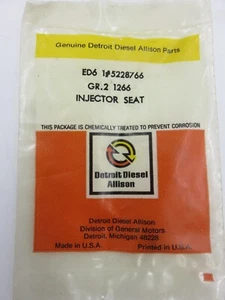 Genuine Detroit Diesel Allison Parts
ED6 1#5228766
GR.2 1266
INJECTOR SEAT
THIS PACKAGE IS CHEMICALLY TREATED TO PREVENT CORROSION
Detroit Diesel
Allison
Detroit Diesel Allison
Division of General Motors
Detroit, Michigan 48228
Made in U.S.A. Printed in U.S.A.